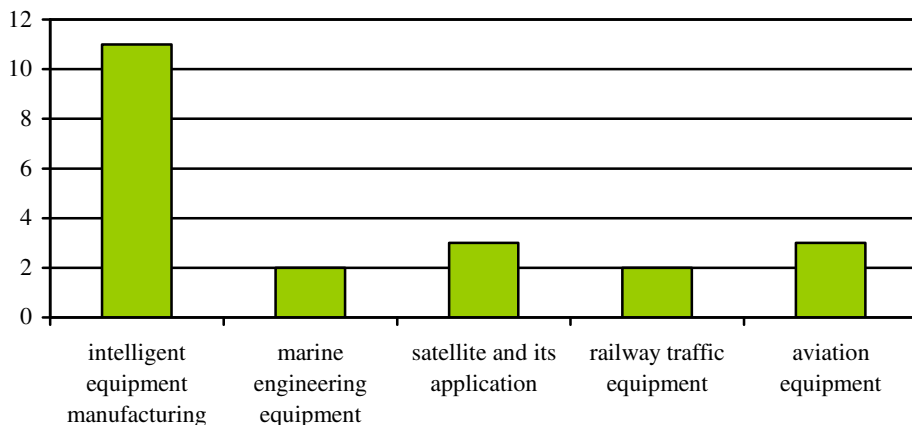 12
10
8
6
4
2
0
intelligent equipment manufacturing
marine engineering equipment
satellite and its application
railway traffic equipment
aviation equipment